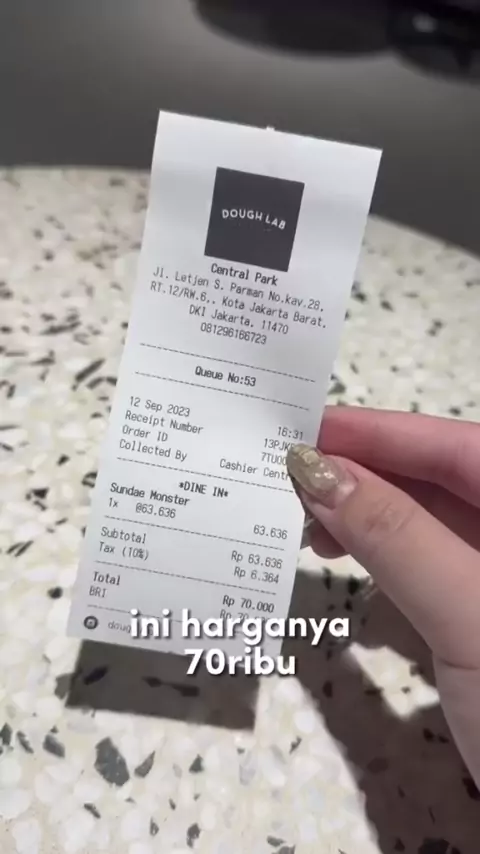 DOUGH LAB
Central Park
Jl. Letjen S. Parman No.kav.28,
RT.12/RW.6,. Kota Jakarta Barat,
DKI Jakarta, 11470
081296166723
Queue No:53
12 Sep 2023 16:31
Receipt Number
Order ID
Collected By Cashier
*DINE IN*
Sundae Monster
1x @63.636 63.636
Subtotal Rp 63.636
Tax (10%) Rp 6.364
Total Rp 70.000
BRI
ini harganya
70ribu